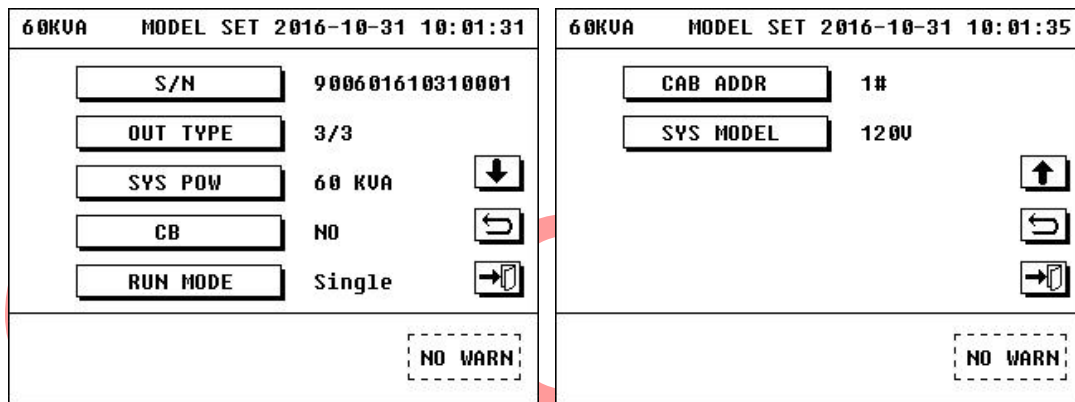 60KVA MODEL SET 2016-10-31 10:01:31
S/N 900601610310001
OUT TYPE 3/3
SYS POW 60 KVA
CB NO
RUN MODE Single
NO WARN
60KVA MODEL SET 2016-10-31 10:01:35
CAB ADDR 1#
SYS MODEL 120V
NO WARN